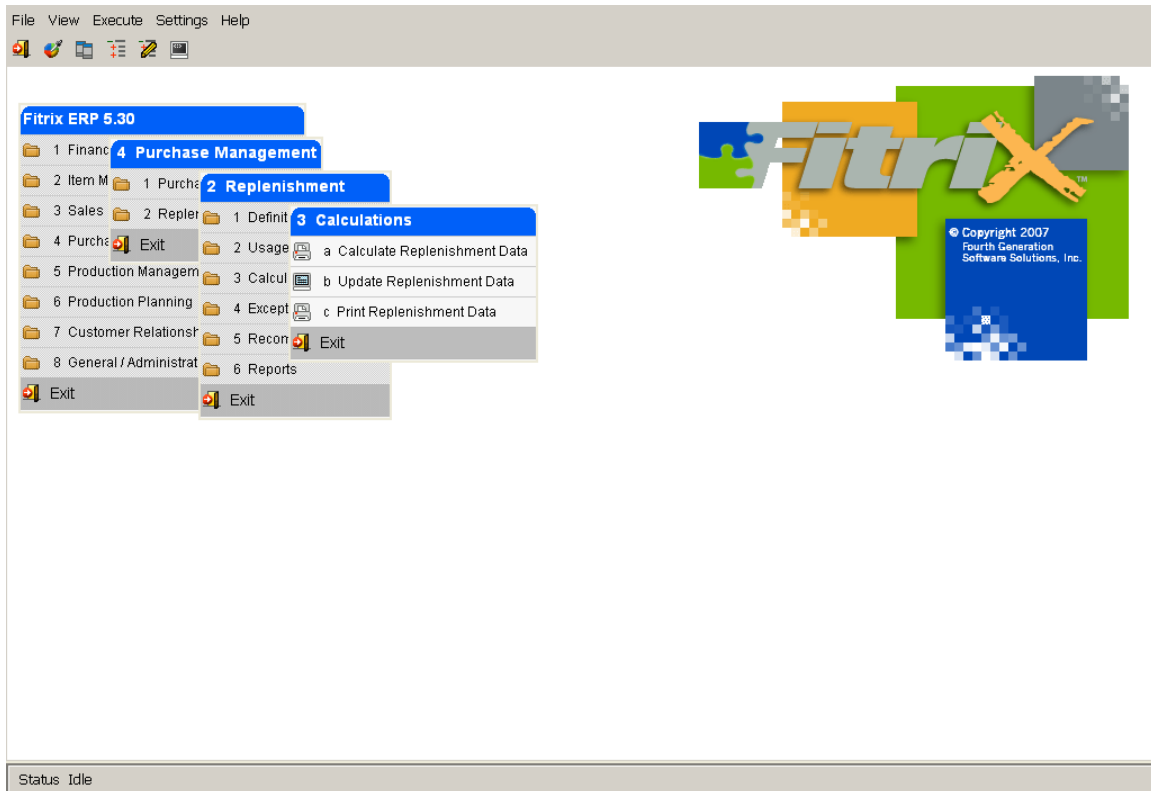 File View Execute Settings Help
Fitrix ERP 5.30
1 Financ
2 Item M
3 Sales
4 Purcha
5 Production Managem
6 Production Planning
7 Customer Relationsh
8 General / Administrat
Exit
4 Purchase Management
1 Purcha
2 Repler
Exit
2 Replenishment
1 Definit
2 Usage
3 Calcul
4 Except
5 Recom
6 Reports
Exit
3 Calculations
a Calculate Replenishment Data
b Update Replenishment Data
c Print Replenishment Data
Exit
FitriX™
© Copyright 2007
Fourth Generation
Software Solutions, Inc.
Status Idle